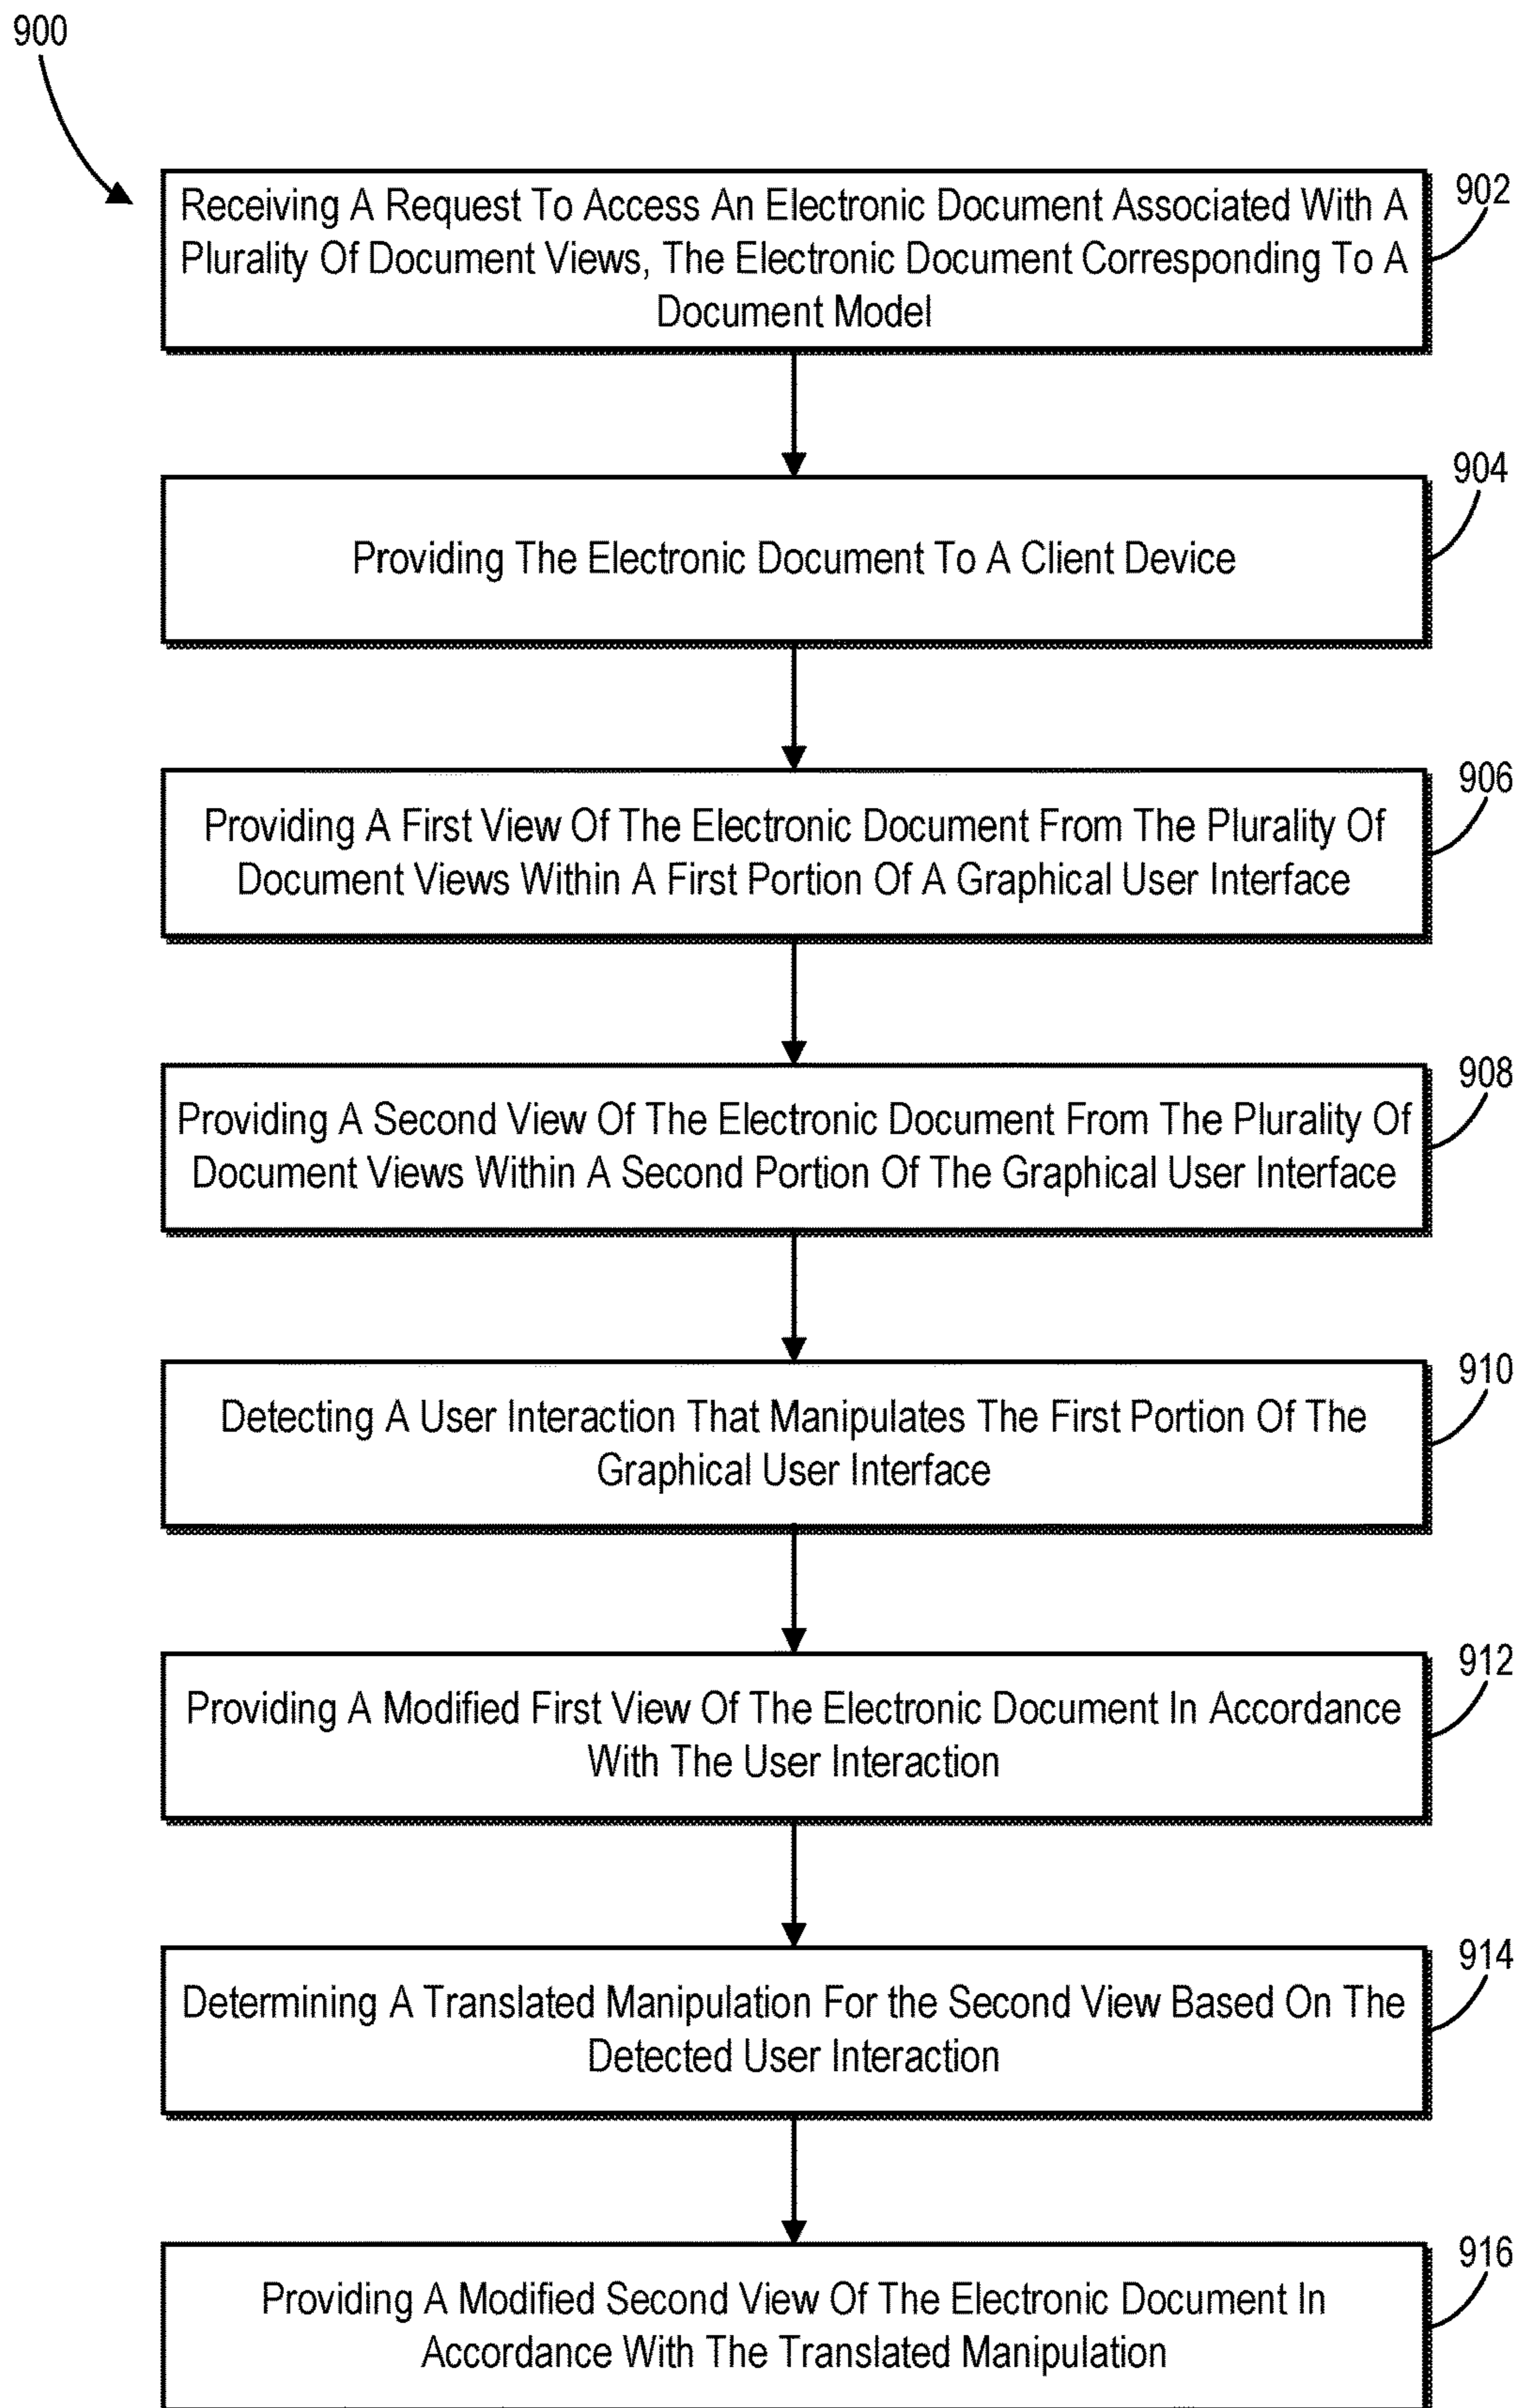 900
Receiving A Request To Access An Electronic Document Associated With A
Plurality Of Document Views, The Electronic Document Corresponding To A
Document Model
902
Providing The Electronic Document To A Client Device
904
Providing A First View Of The Electronic Document From The Plurality Of
Document Views Within A First Portion Of A Graphical User Interface
906
Providing A Second View Of The Electronic Document From The Plurality Of
Document Views Within A Second Portion Of The Graphical User Interface
908
Detecting A User Interaction That Manipulates The First Portion Of The
Graphical User Interface
910
Providing A Modified First View Of The Electronic Document In Accordance
With The User Interaction
912
Determining A Translated Manipulation For the Second View Based On The
Detected User Interaction
914
Providing A Modified Second View Of The Electronic Document In
Accordance With The Translated Manipulation
916